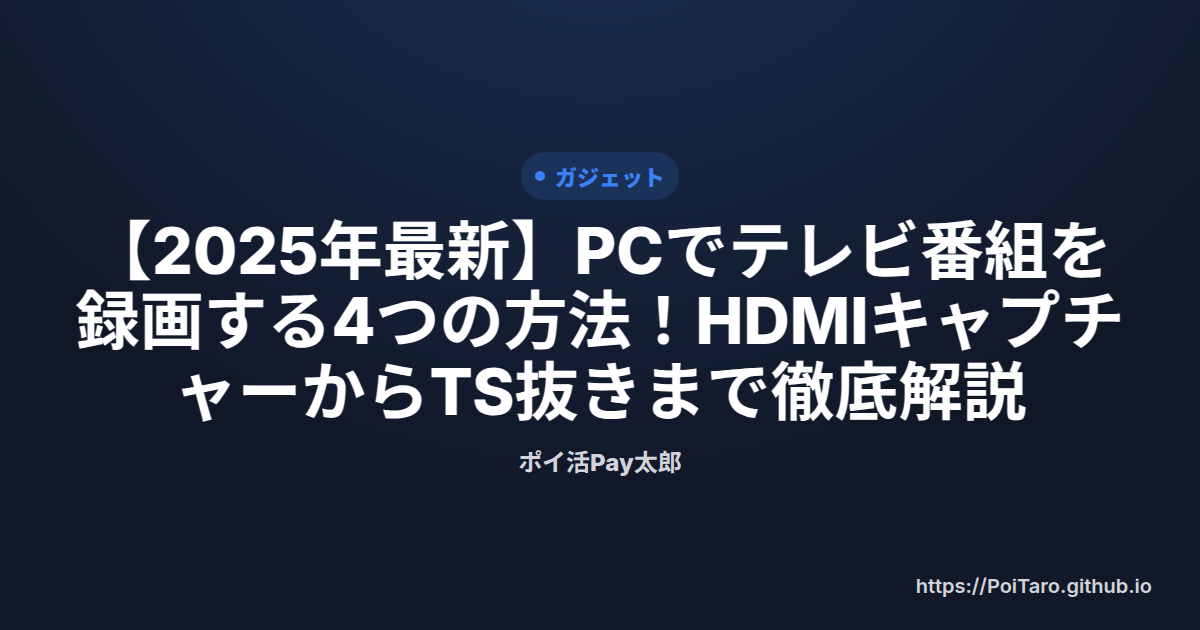 ガジェット
【2025年最新】PCでテレビ番組を
録画する4つの方法！HDMIキャプチ
ャーからTS抜きまで徹底解説
ポイ活Pay太郎
https://PoiTaro.github.io